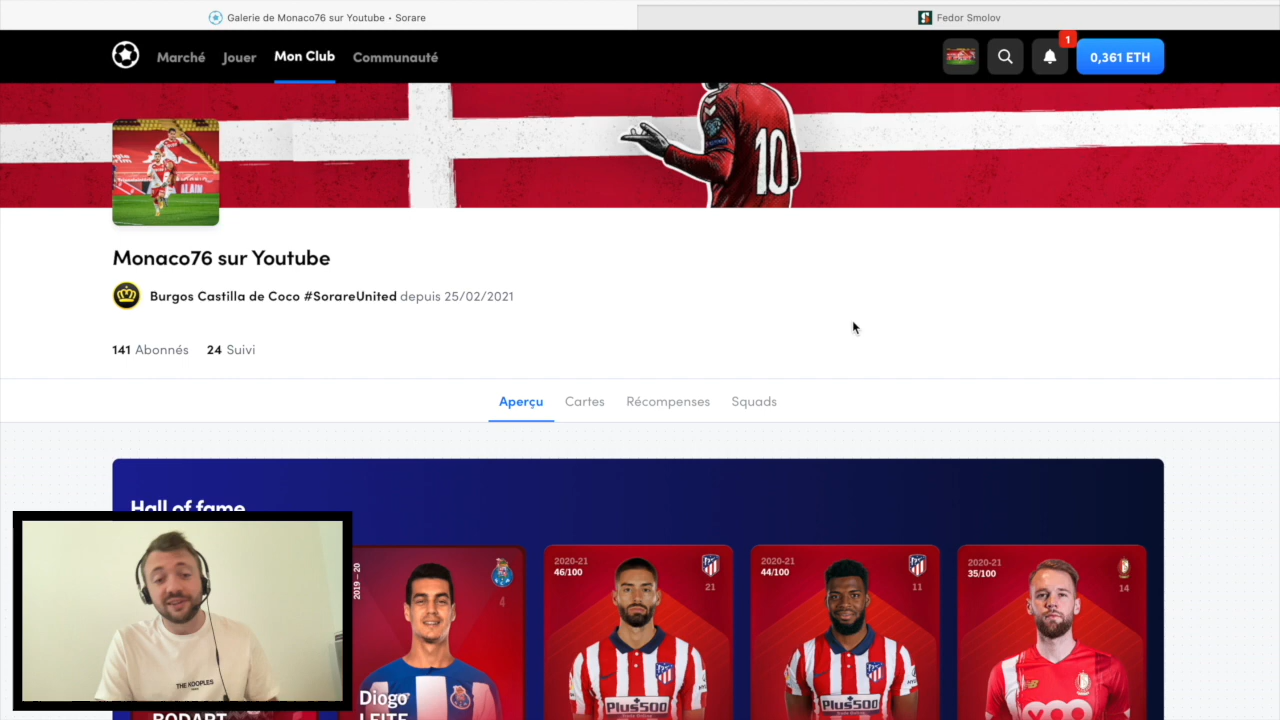 Galerie de Monaco76 sur Youtube • Sorare
Fedor Smolov
Marché
Jouer
Mon Club
Communauté
1
0,361 ETH
10
ALAIN
Monaco76 sur Youtube
Burgos Castilla de Coco #SorareUnited depuis 25/02/2021
141 Abonnés
24 Suivi
Aperçu
Cartes
Récompenses
Squads
Hall of fame
2019 – 20
4
Diogo
LEITE
2020-21
46/100
21
Plus500
2020-21
44/100
11
Plus500
2020-21
35/100
14
VOO
THE KOOPLES
BODART